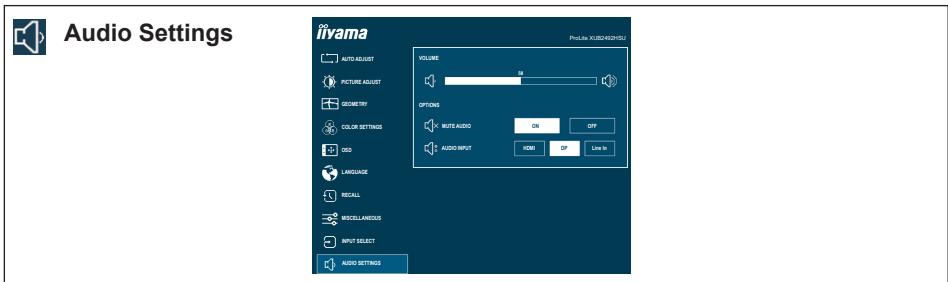 Audio Settings
iiyama
ProLite XUB2492HSU
AUTO ADJUST
PICTURE ADJUST
GEOMETRY
COLOR SETTINGS
OSD
LANGUAGE
RECALL
MISCELLANEOUS
INPUT SELECT
AUDIO SETTINGS
VOLUME
50
OPTIONS
MUTE AUDIO ON OFF
AUDIO INPUT HDMI DP Line In